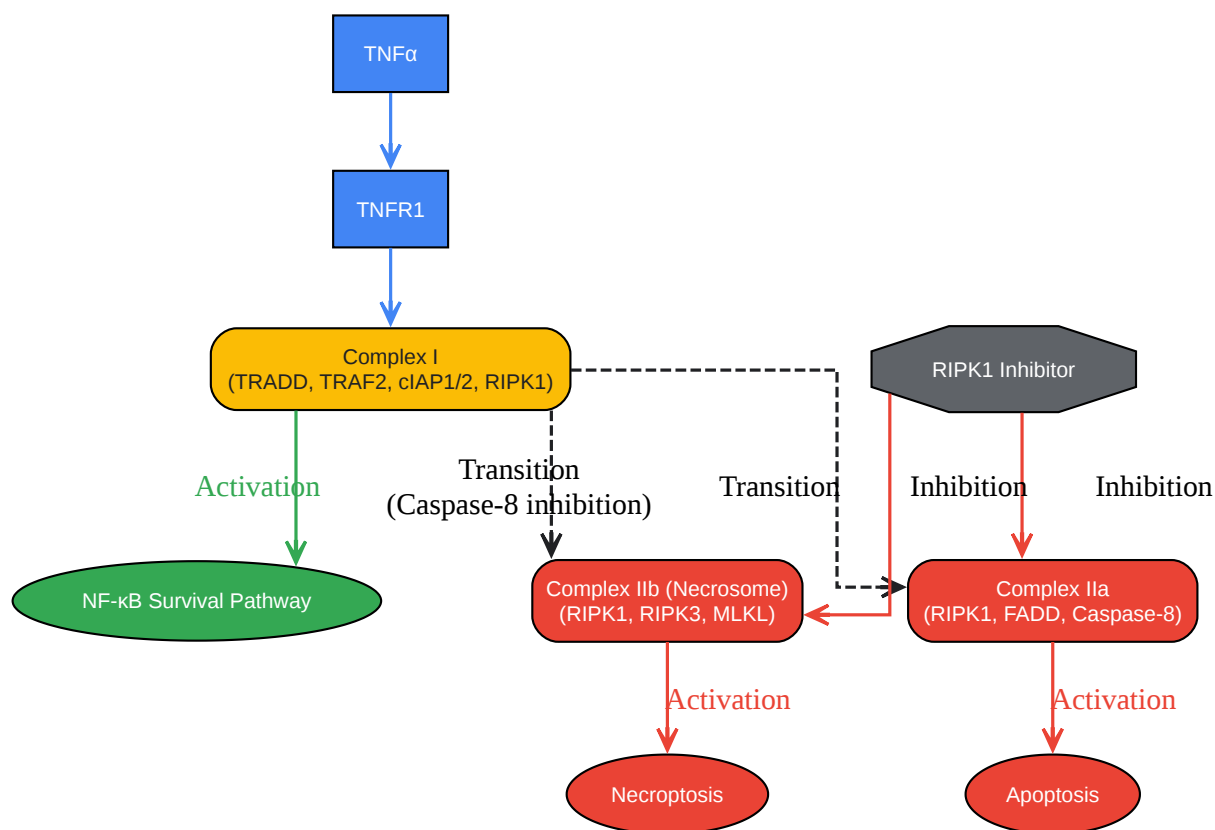 TNFα
TNFR1
Complex I
(TRADD, TRAF2, cIAP1/2, RIPK1)
RIPK1 Inhibitor
Activation
Transition
(Caspase-8 inhibition)
Transition
Inhibition
Inhibition
NF-κB Survival Pathway
Complex IIb (Necrosome)
(RIPK1, RIPK3, MLKL)
Complex IIa
(RIPK1, FADD, Caspase-8)
Activation
Activation
Necroptosis
Apoptosis